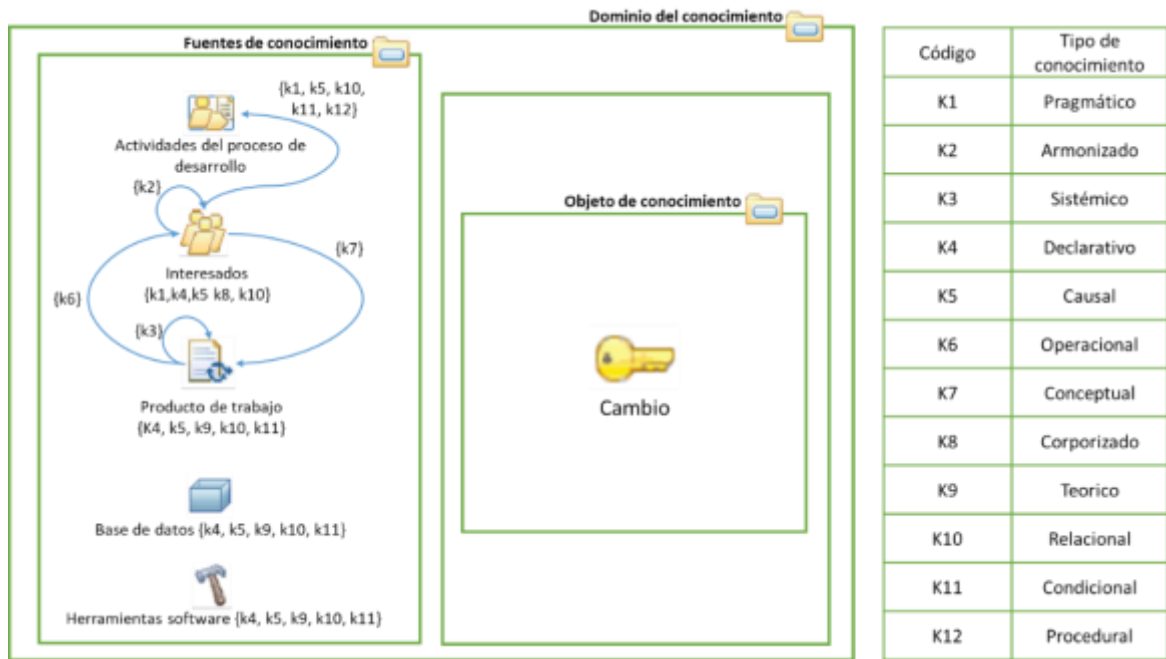 Dominio del conocimiento
Fuentes de conocimiento
{k1, k5, k10,
k11, k12}
Actividades del proceso de
desarrollo
{k2}
Interesados
{k1,k4,k5 k8, k10}
{k7}
{k6}
{k3}
Producto de trabajo
{K4, k5, k9, k10, k11}
Base de datos {k4, k5, k9, k10, k11}
Herramientas software {k4, k5, k9, k10, k11}
Objeto de conocimiento
Cambio
Código Tipo de
conocimiento
K1 Pragmático
K2 Armonizado
K3 Sistémico
K4 Declarativo
K5 Causal
K6 Operacional
K7 Conceptual
K8 Corporizado
K9 Teorico
K10 Relacional
K11 Condicional
K12 Procedural